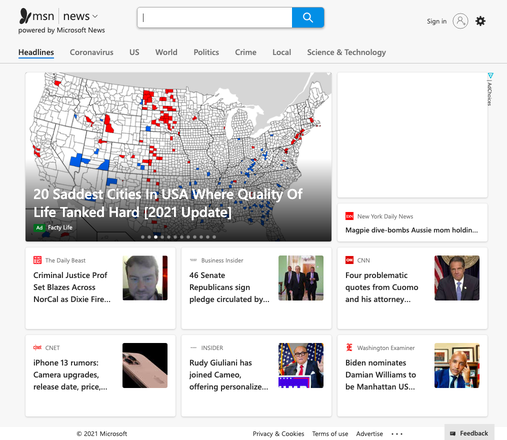 msn news
powered by Microsoft News
Sign in
Headlines Coronavirus US World Politics Crime Local Science & Technology
AdChoices
20 Saddest Cities In USA Where Quality Of
Life Tanked Hard [2021 Update]
Ad Facty Life
New York Daily News
Magpie dive-bombs Aussie mom holdin...
The Daily Beast
Criminal Justice Prof
Set Blazes Across
NorCal as Dixie Fire...
Business Insider
46 Senate
Republicans sign
pledge circulated by...
CNN
Four problematic
quotes from Cuomo
and his attorney...
CNET
iPhone 13 rumors:
Camera upgrades,
release date, price,...
INSIDER
Rudy Giuliani has
joined Cameo,
offering personalize...
Washington Examiner
Biden nominates
Damian Williams to
be Manhattan US...
© 2021 Microsoft
Privacy & Cookies Terms of use Advertise ...
Feedback